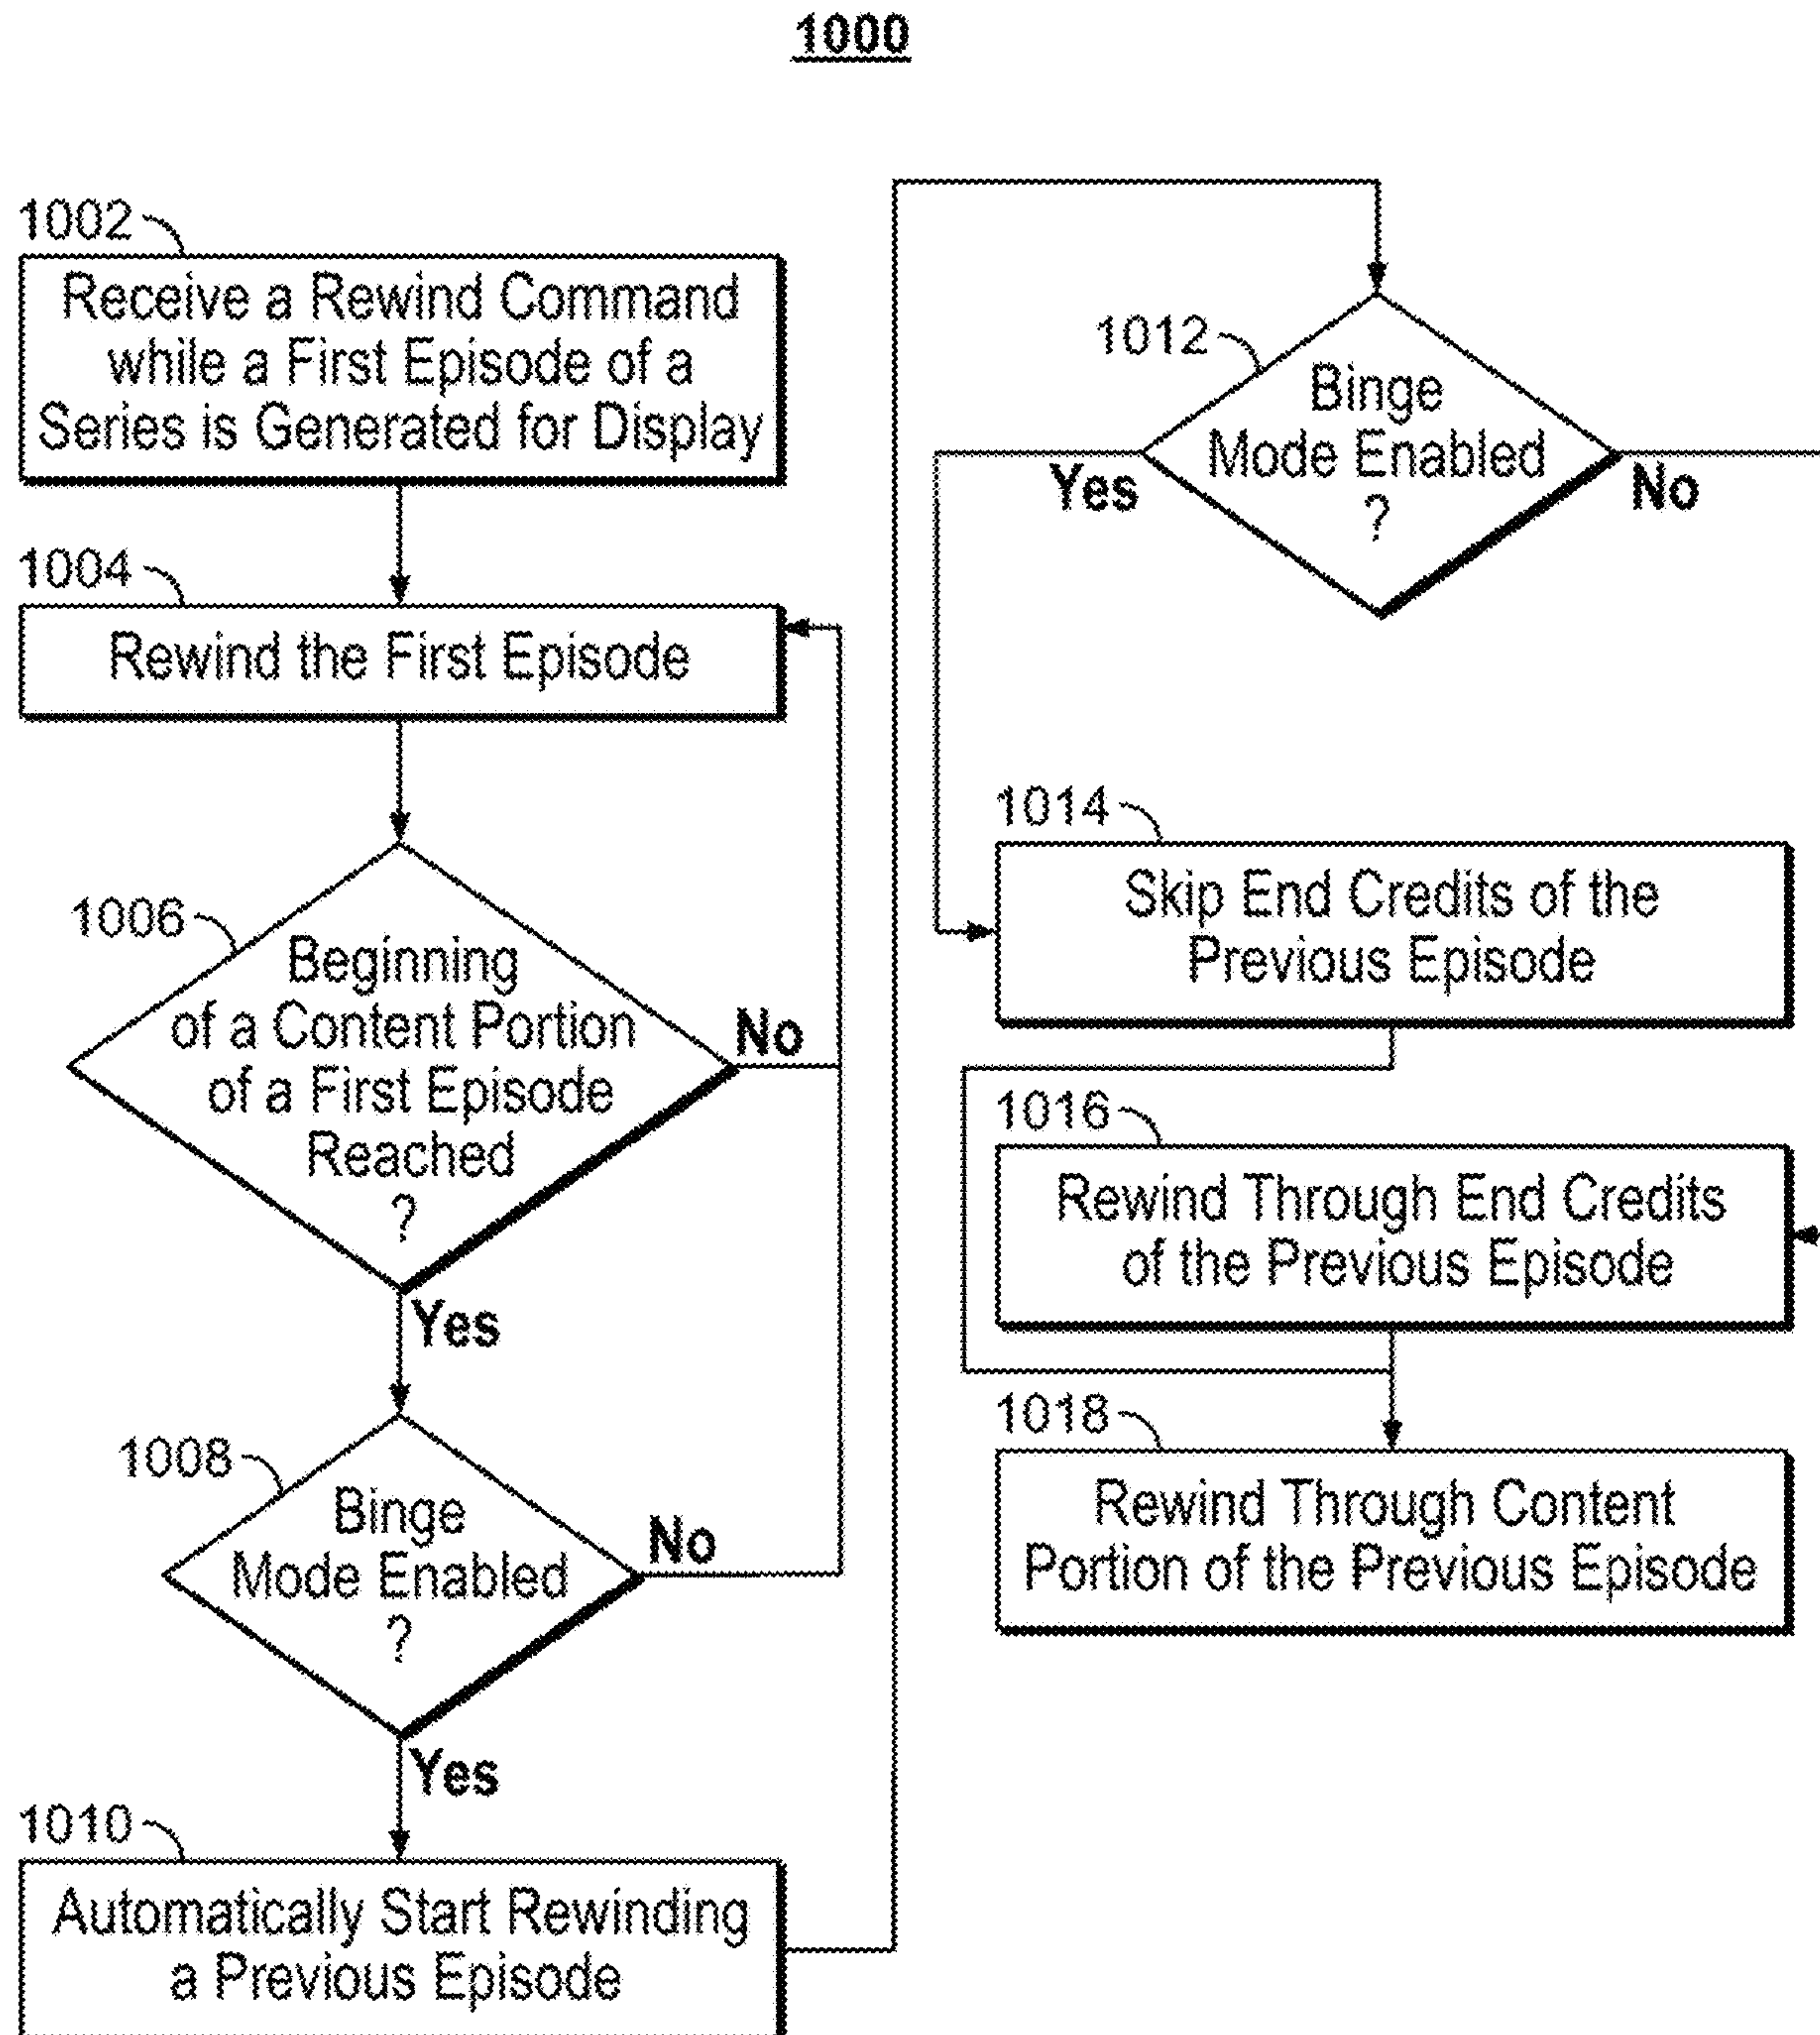 1000
1002
Receive a Rewind Command
while a First Episode of a
Series is Generated for Display
1004
Rewind the First Episode
1006
Beginning
of a Content Portion
of a First Episode
Reached
?
No
Yes
1008
Binge
Mode Enabled
?
No
Yes
1010
Automatically Start Rewinding
a Previous Episode
1012
Binge
Mode Enabled
?
Yes
No
1014
Skip End Credits of the
Previous Episode
1016
Rewind Through End Credits
of the Previous Episode
1018
Rewind Through Content
Portion of the Previous Episode